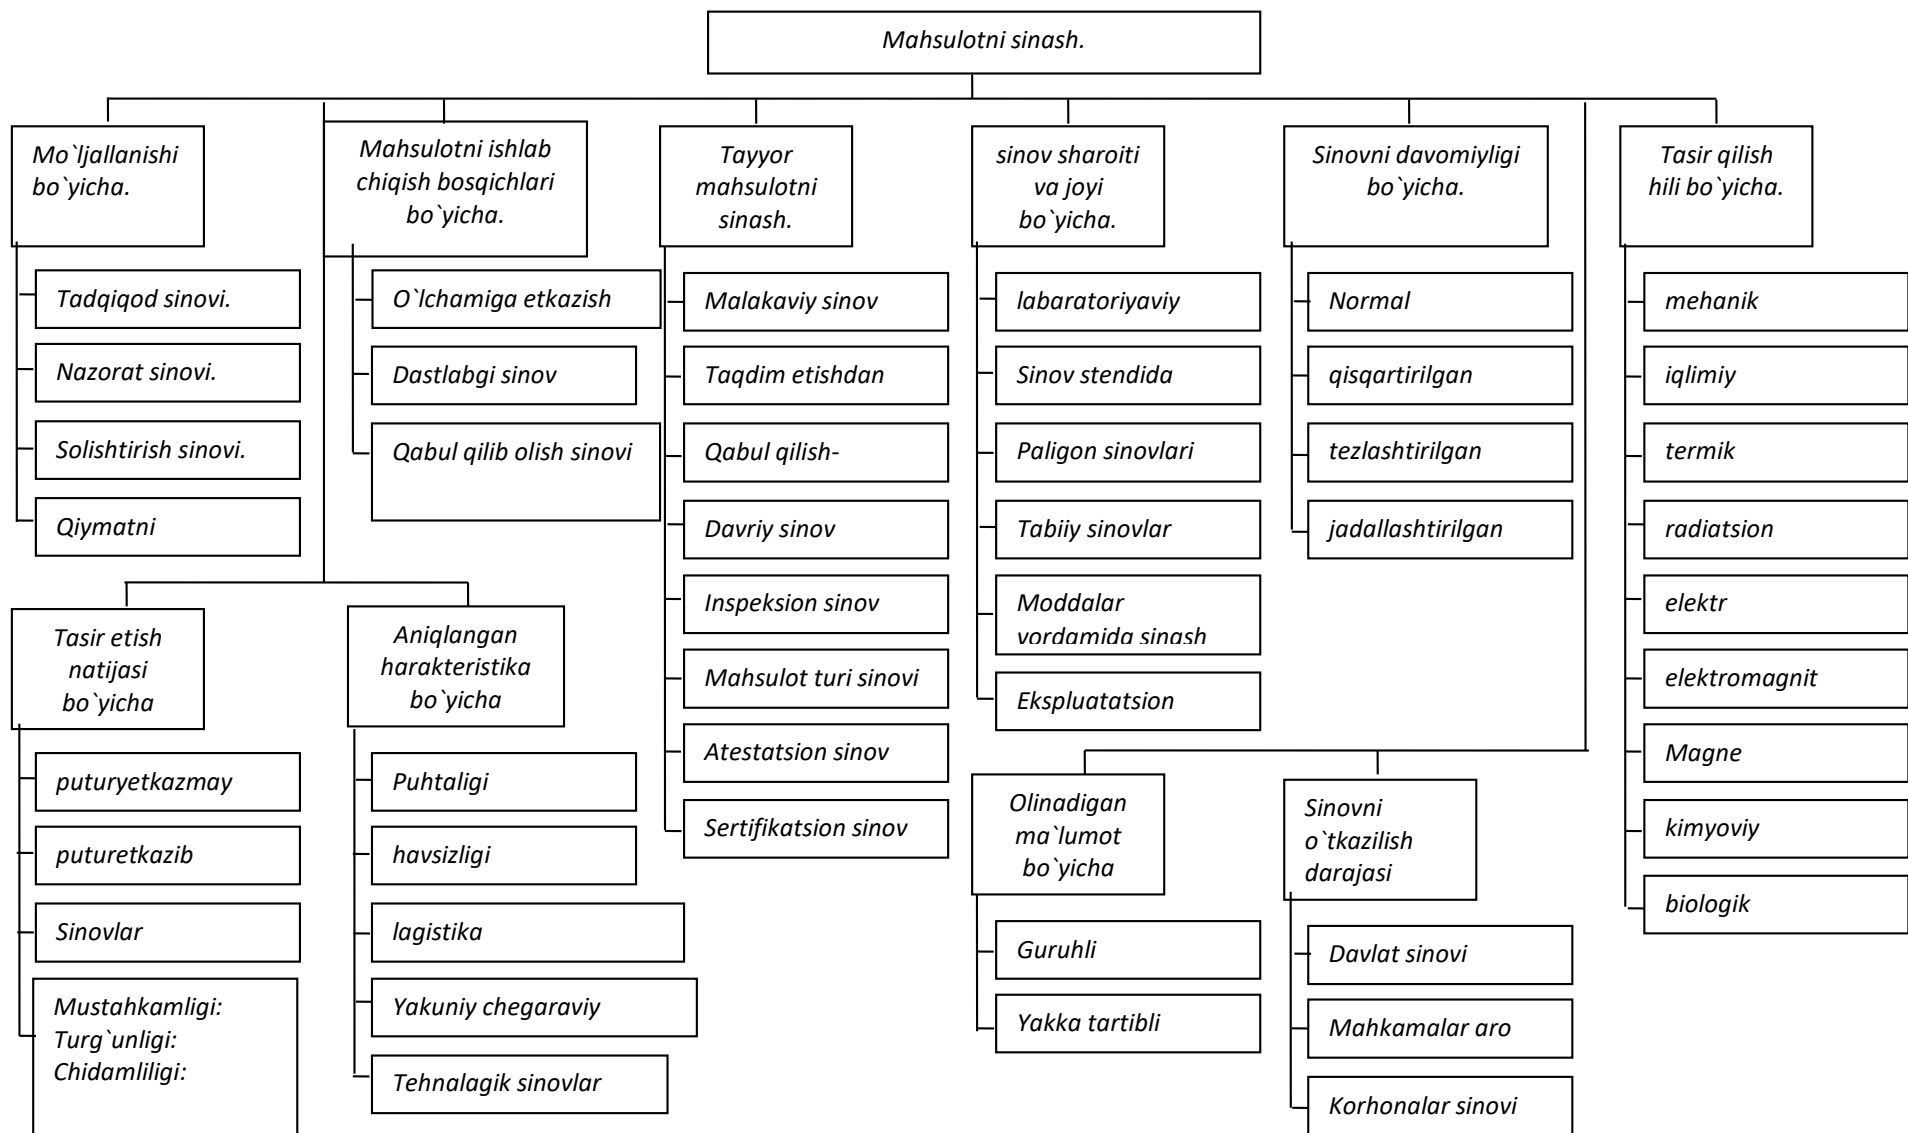 Mahsulotni sinash.
Mo`ljallanishi
bo`yicha.
Tadqiqod sinovi.
Nazorat sinovi.
Solishtirish sinovi.
Qiymatni
Mahsulotni ishlab
chiqish bosqichlari
bo`yicha.
O`lchamiga etkazish
Dastlabgi sinov
Qabul qilib olish sinovi
Tayyor
mahsulotni
sinash.
Malakaviy sinov
Taqdim etishdan
Qabul qilish-
Davriy sinov
Inspeksion sinov
Mahsulot turi sinovi
Atestatsion sinov
Sertifikatsion sinov
sinov sharoiti
va joyi
bo`yicha.
labaratoriyaviy
Sinov stendida
Paligon sinovlari
Tabiiy sinovlar
Moddalar
yordamida sinash
Ekspluatatsion
Sinovni davomiyligi
bo`yicha.
Normal
qisqartirilgan
tezlashtirilgan
jadallashtirilgan
Tasir qilish
hili bo`yicha.
mehanik
iqlimiy
termik
radiatsion
elektr
elektromagnit
Magne
kimyoviy
biologik
Tasir etish
natijasi
bo`yicha
puturyetkazmay
puturetkazib
Sinovlar
Mustahkamligi:
Turg`unligi:
Chidamliligi:
Aniqlangan
harakteristika
bo`yicha
Puhtaligi
havsizligi
lagistika
Yakuniy chegaraviy
Tehnalagik sinovlar
Olinadigan
ma`lumot
bo`yicha
Guruhli
Yakka tartibli
Sinovni
o`tkazilish
darajasi
Davlat sinovi
Mahkamalar aro
Korhonalar sinovi